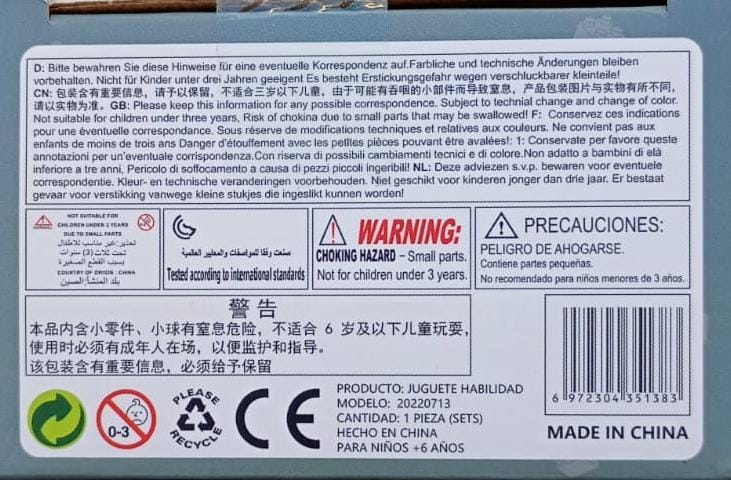 D: Bitte bewahren Sie diese Hinweise für eine eventuelle Korrespondenz auf.Farbliche und technische Änderungen bleiben
vorbehalten. Nicht für Kinder unter drei Jahren geeigent Es besteht Erstickungsgefahr wegen verschluckbarer kleinteile!
CN: 包装含有重要信息，请予以保留，不适合三岁以下儿童，由于可能有吞咽的小部件而导致窒息，产品包装图片与实物有所不同，
请以实物为准。GB: Please keep this information for any possible correspondence. Subject to technial change and change of color.
Not suitable for children under three years, Risk of chokina due to small parts that may be swallowed! F: Conservez ces indications
pour une éventuelle correspondance. Sous réserve de modifications techniques et relatives aux couleurs. Ne convient pas aux
enfants de moins de trois ans Danger d'étouffement avec les petites pièces pouvant être avalées!: 1: Conservate per favore queste
annotazioni per un'eventuale corrispondenza.Con riserva di possibili cambiamenti tecnici e di colore.Non adatto a bambini di elà
inferiore a tre anni, Pericolo di soffocamento a causa di pezzi piccoli ingeribili! NL: Deze adviezen s.v.p. bewaren voor eventuele
correspondentie. Kleur- en technische veranderingen voorbehouden. Niet geschikt voor kinderen jonger dan drie jaar. Er bestaat
gevaar voor verstikking vanwege kleine stukjes die ingeslikt kunnen worden!
NOT SUITABLE FOR
CHILDREN UNDER 3 YEARS
DUE TO SMALL PARTS
تحذير:غير مناسب للأطفال
تحت ثلاث (3) سنوات
بسبب القطع الصغيرة
COUNTRY OF ORIGIN : CHINA
بلد المنشأ:الصين
صنعت وفقا للمواصفات والمعايير العالمية
Tested according to international standards
WARNING:
CHOKING HAZARD - Small parts.
Not for children under 3 years.
PRECAUCIONES:
PELIGRO DE AHOGARSE.
Contiene partes pequeñas.
No recomendado para niños menores de 3 años.
警告
本品内含小零件、小球有窒息危险，不适合 6 岁及以下儿童玩耍,
使用时必须有成年人在场，以便监护和指导。
该包装含有重要信息，必须给予保留
0-3
PLEASE
RECYCLE
CE
PRODUCTO: JUGUETE HABILIDAD
MODELO: 20220713
CANTIDAD: 1 PIEZA (SETS)
HECHO EN CHINA
PARA NIÑOS +6 AÑOS
6 972304 351383
MADE IN CHINA